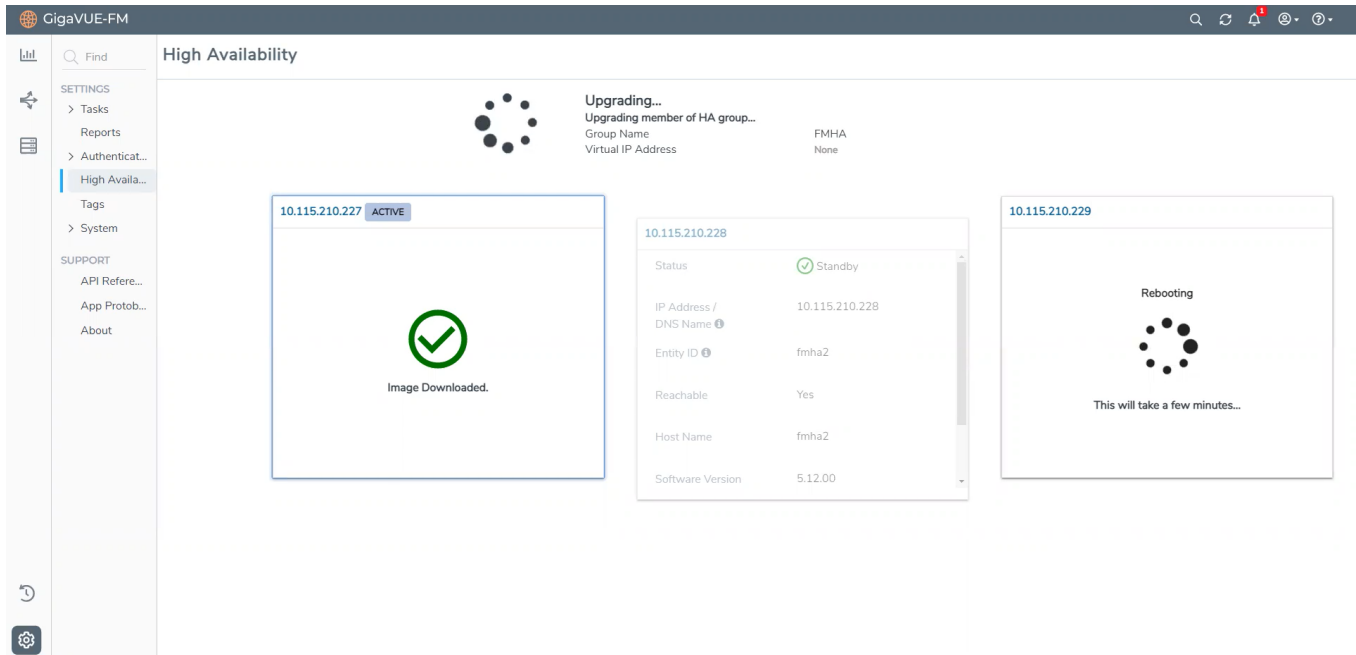 GigaVUE-FM
1
Find
High Availability
SETTINGS
Tasks
Reports
Authenticat...
High Availa...
Tags
System
SUPPORT
API Refere...
App Protob...
About
Upgrading...
Upgrading member of HA group...
Group Name FMHA
Virtual IP Address None
10.115.210.227 ACTIVE
Image Downloaded.
10.115.210.228
Status Standby
IP Address / 10.115.210.228
DNS Name
Entity ID fmha2
Reachable Yes
Host Name fmha2
Software Version 5.12.00
10.115.210.229
Rebooting
This will take a few minutes...